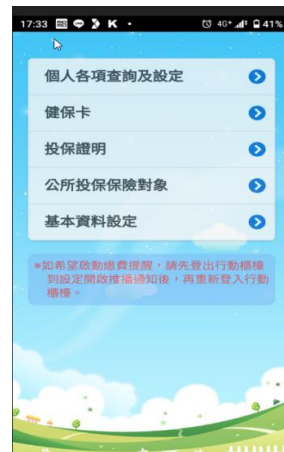 17:33 K · 4G+ 41%
個人各項查詢及設定
健保卡
投保證明
公所投保保險對象
基本資料設定
*如希望啟動繳費提醒，請先登出行動櫃檯
到設定開啟推播通知後，再重新登入行動
櫃檯。